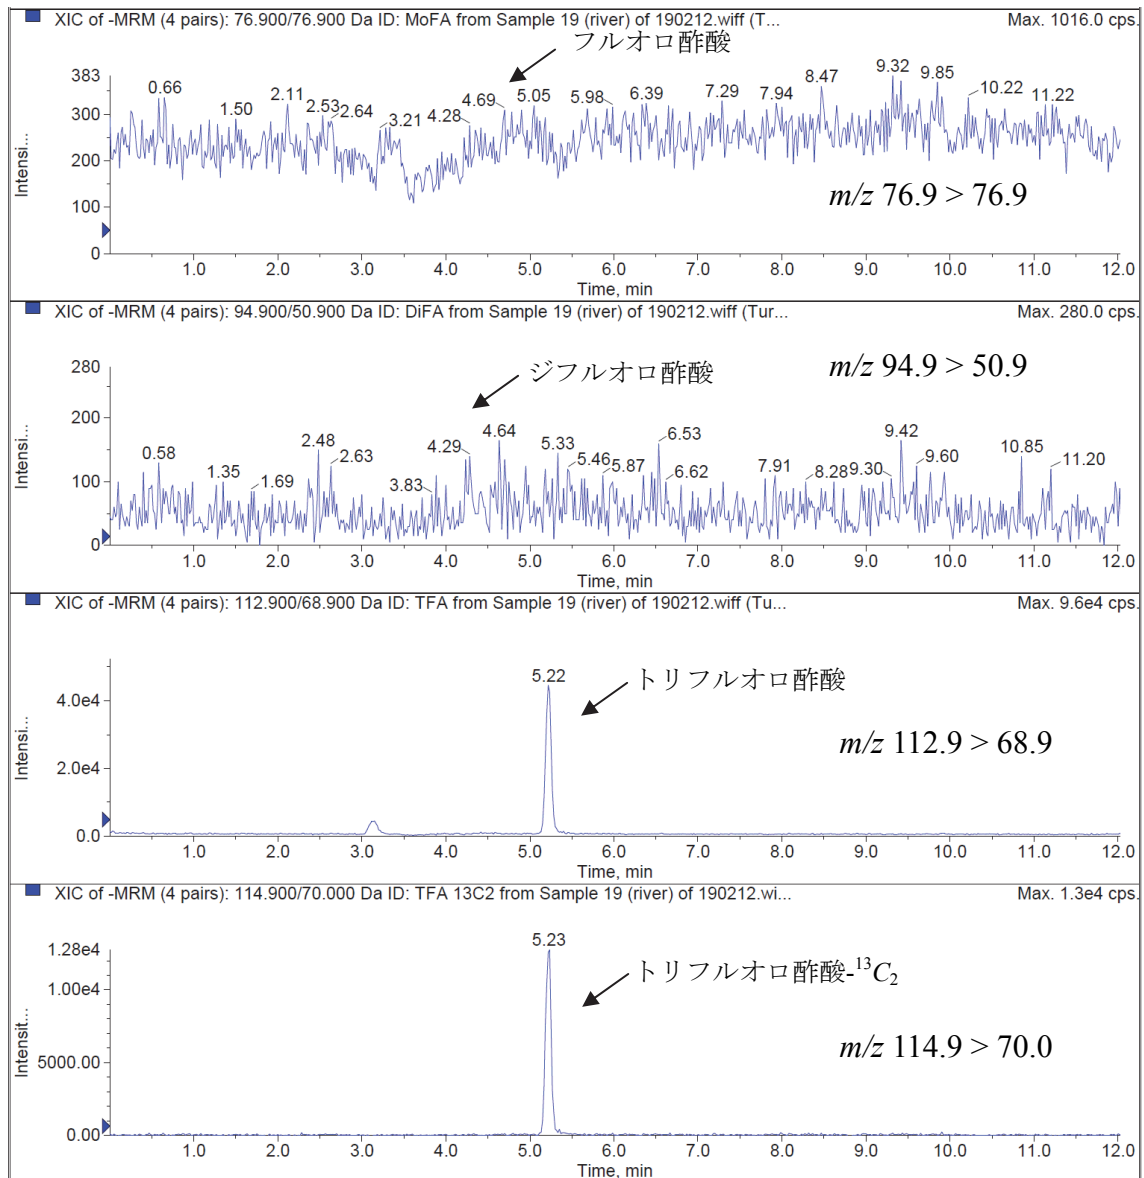 XIC of -MRM (4 pairs): 76.900/76.900 Da ID: MoFA from Sample 19 (river) of 190212.wiff (T... Max. 1016.0 cps.
フルオロ酢酸
383 0.66 1.50 2.11 2.53 2.64 3.21 4.28 4.69 5.05 5.98 6.39 7.29 7.94 8.47 9.32 9.85 10.22 11.22
300
200
100
0
Intensi...
m/z 76.9 > 76.9
1.0 2.0 3.0 4.0 5.0 6.0 7.0 8.0 9.0 10.0 11.0 12.0
Time, min
XIC of -MRM (4 pairs): 94.900/50.900 Da ID: DiFA from Sample 19 (river) of 190212.wiff (Tur... Max. 280.0 cps.
ジフルオロ酢酸
m/z 94.9 > 50.9
280
200
100
0
Intensi...
0.58 1.35 1.69 2.48 2.63 3.83 4.29 4.64 5.33 5.46 5.87 6.53 6.62 7.91 8.28 9.30 9.42 9.60 10.85 11.20
1.0 2.0 3.0 4.0 5.0 6.0 7.0 8.0 9.0 10.0 11.0 12.0
Time, min
XIC of -MRM (4 pairs): 112.900/68.900 Da ID: TFA from Sample 19 (river) of 190212.wiff (Tu... Max. 9.6e4 cps.
5.22
トリフルオロ酢酸
m/z 112.9 > 68.9
4.0e4
2.0e4
0.0
Intensi...
1.0 2.0 3.0 4.0 5.0 6.0 7.0 8.0 9.0 10.0 11.0 12.0
Time, min
XIC of -MRM (4 pairs): 114.900/70.000 Da ID: TFA 13C2 from Sample 19 (river) of 190212.wi... Max. 1.3e4 cps.
5.23
トリフルオロ酢酸-¹³C₂
m/z 114.9 > 70.0
1.28e4
1.00e4
5000.00
0.00
Intensit...
1.0 2.0 3.0 4.0 5.0 6.0 7.0 8.0 9.0 10.0 11.0 12.0
Time, min